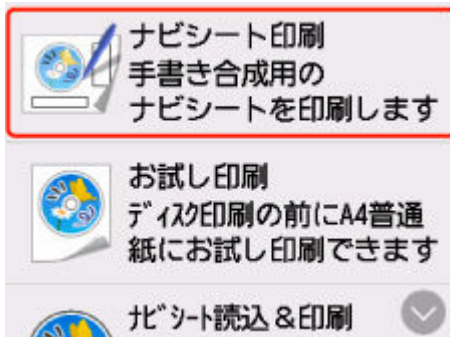 ナビシート印刷
手書き合成用の
ナビシートを印刷します
お試し印刷
ディスク印刷の前にA4普通
紙にお試し印刷できます
ナビシート読込&印刷